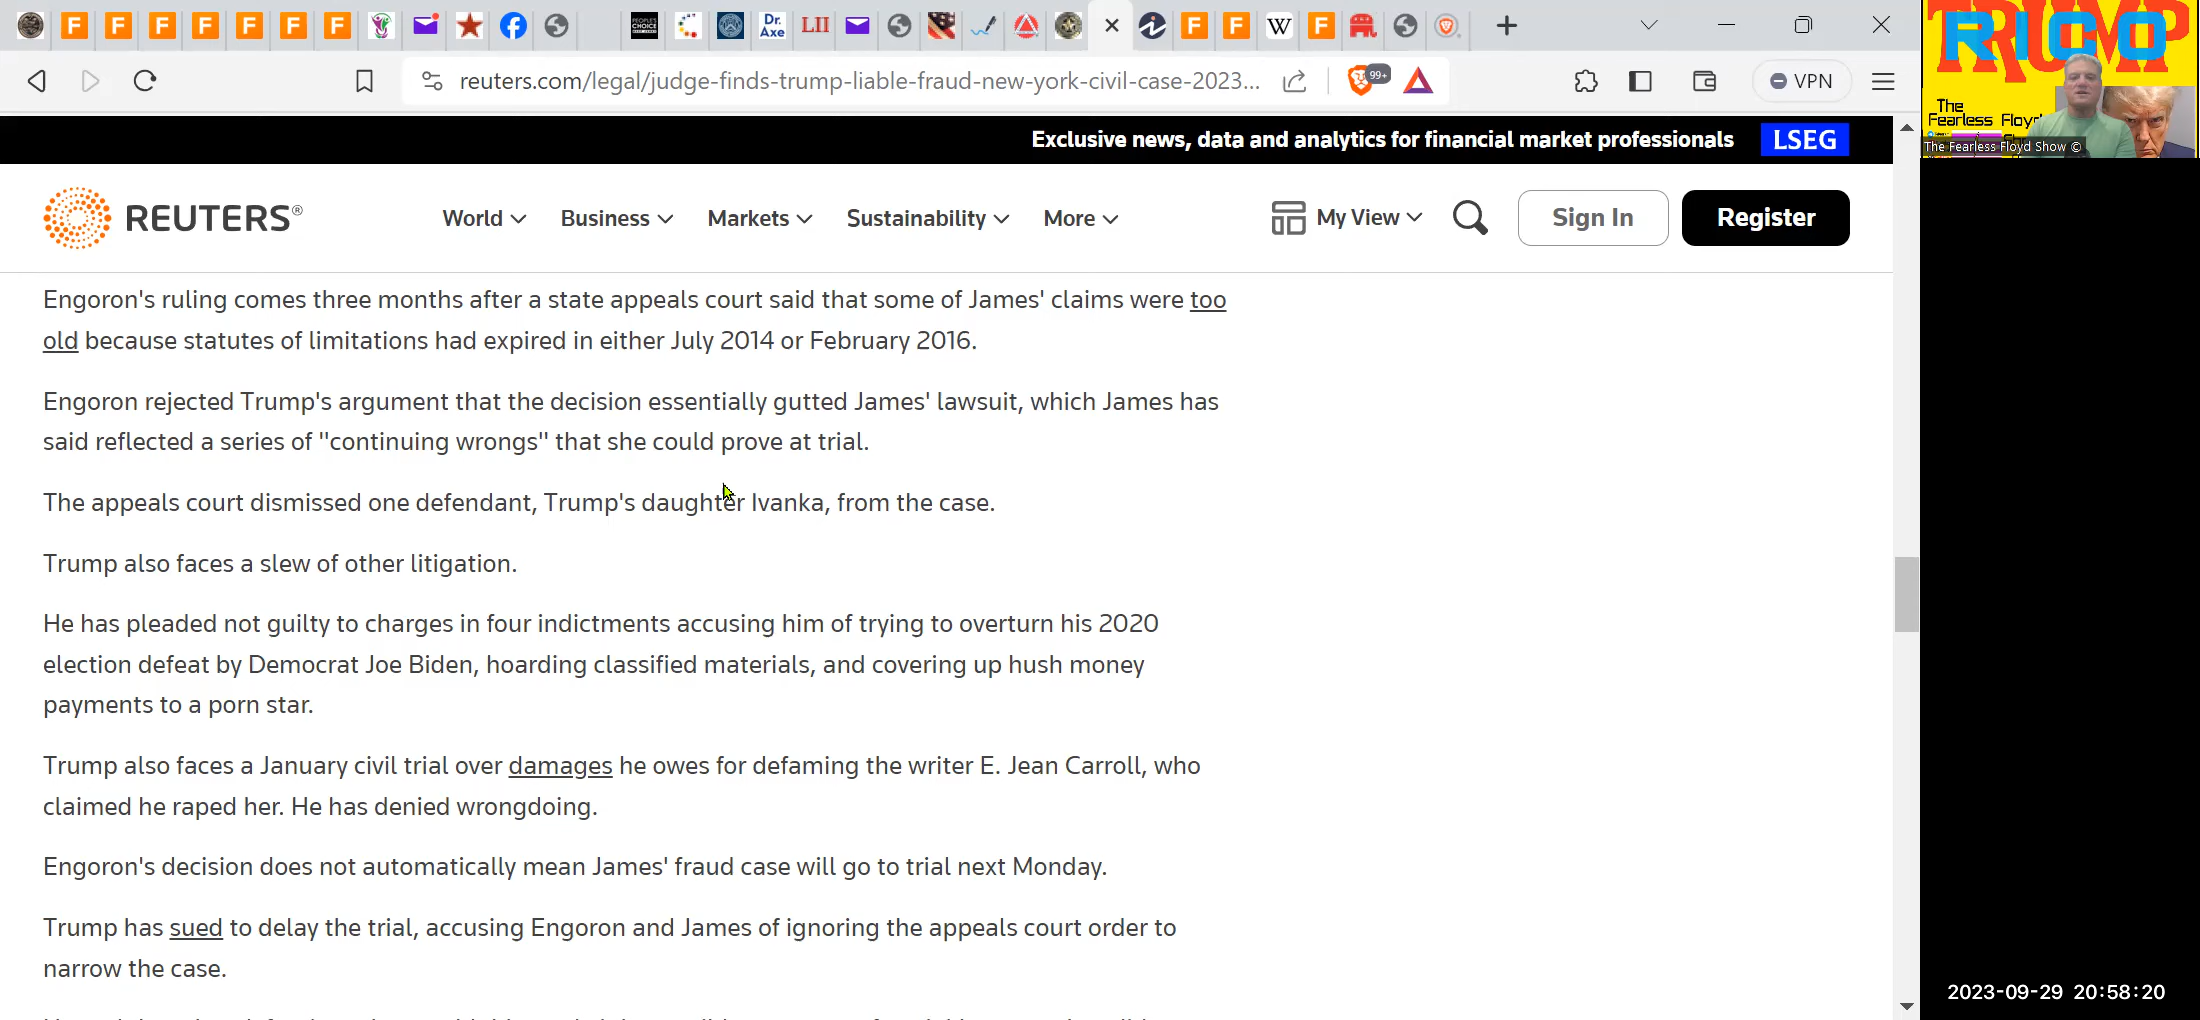 Dr.
Axe
LII
W
reuters.com/legal/judge-finds-trump-liable-fraud-new-york-civil-case-2023...
99+
VPN
TRUMP
RICO
The
Fearless Floyd
The Fearless Floyd Show ©
Exclusive news, data and analytics for financial market professionals LSEG
REUTERS®
World Business Markets Sustainability More
My View
Sign In
Register
Engoron's ruling comes three months after a state appeals court said that some of James' claims were too
old because statutes of limitations had expired in either July 2014 or February 2016.
Engoron rejected Trump's argument that the decision essentially gutted James' lawsuit, which James has
said reflected a series of "continuing wrongs" that she could prove at trial.
The appeals court dismissed one defendant, Trump's daughter Ivanka, from the case.
Trump also faces a slew of other litigation.
He has pleaded not guilty to charges in four indictments accusing him of trying to overturn his 2020
election defeat by Democrat Joe Biden, hoarding classified materials, and covering up hush money
payments to a porn star.
Trump also faces a January civil trial over damages he owes for defaming the writer E. Jean Carroll, who
claimed he raped her. He has denied wrongdoing.
Engoron's decision does not automatically mean James' fraud case will go to trial next Monday.
Trump has sued to delay the trial, accusing Engoron and James of ignoring the appeals court order to
narrow the case.
2023-09-29 20:58:20